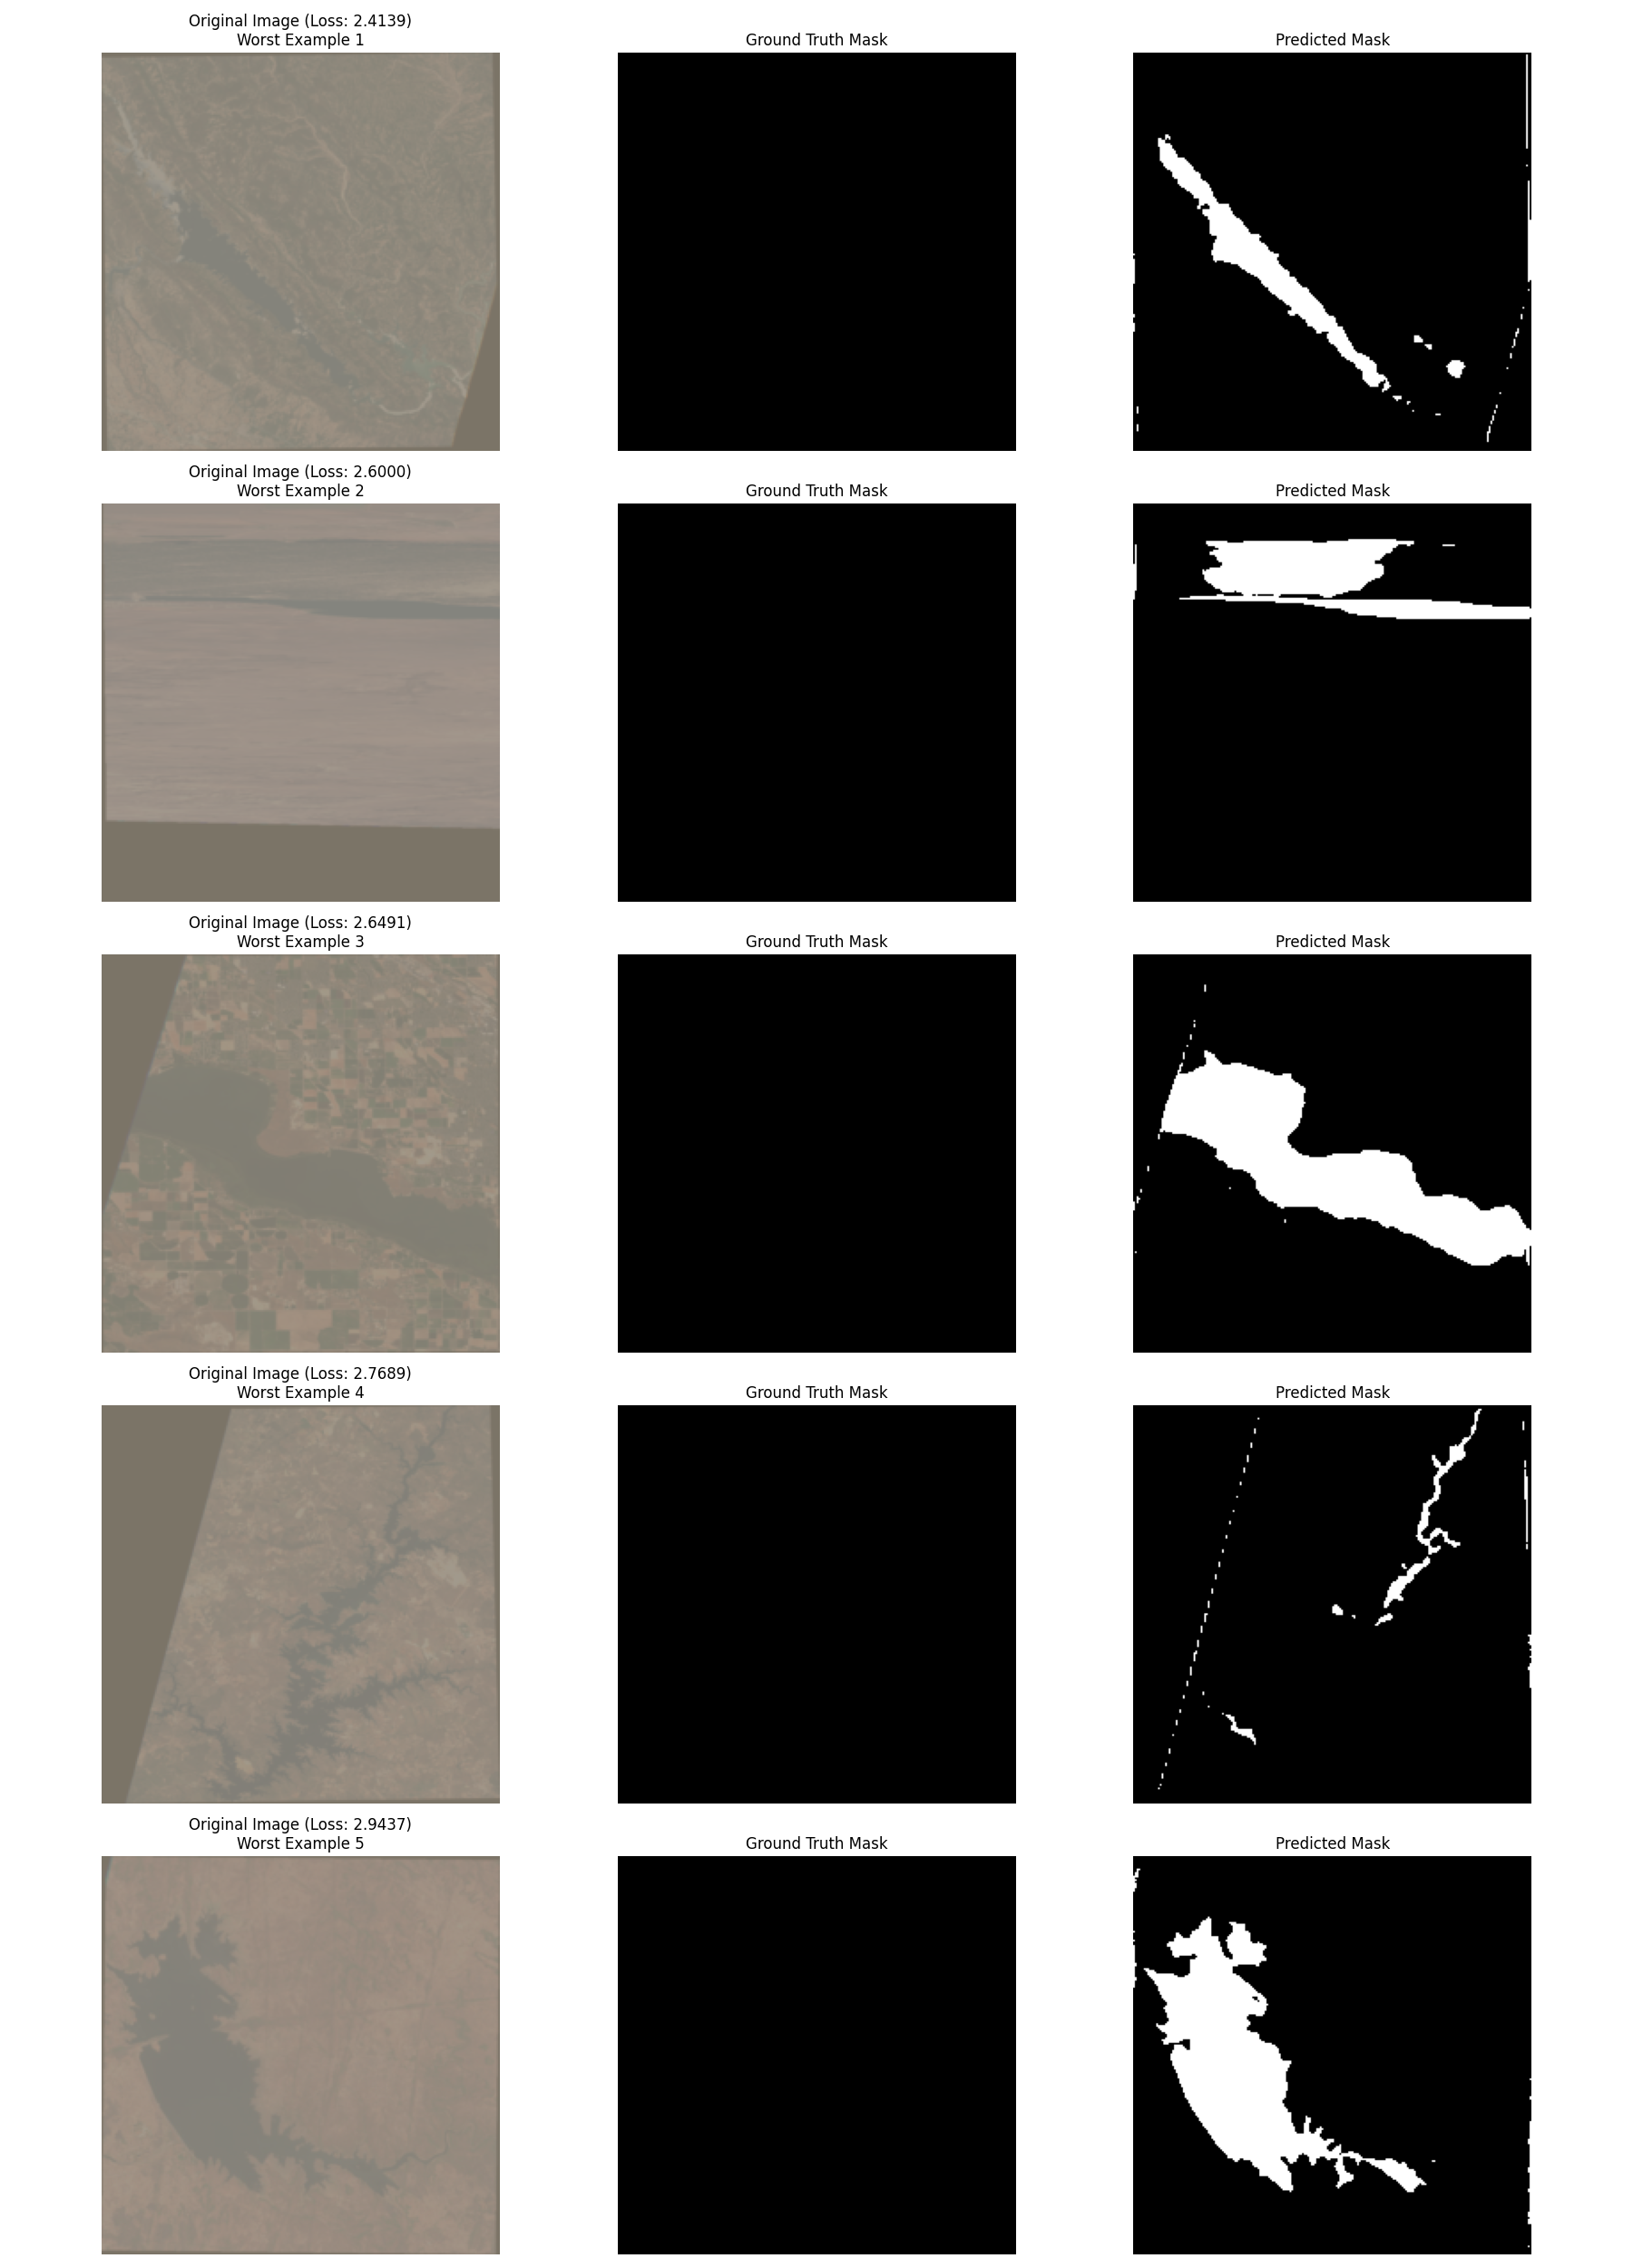 Original Image (Loss: 2.4139)
Worst Example 1
Ground Truth Mask
Predicted Mask
Original Image (Loss: 2.6000)
Worst Example 2
Ground Truth Mask
Predicted Mask
Original Image (Loss: 2.6491)
Worst Example 3
Ground Truth Mask
Predicted Mask
Original Image (Loss: 2.7689)
Worst Example 4
Ground Truth Mask
Predicted Mask
Original Image (Loss: 2.9437)
Worst Example 5
Ground Truth Mask
Predicted Mask